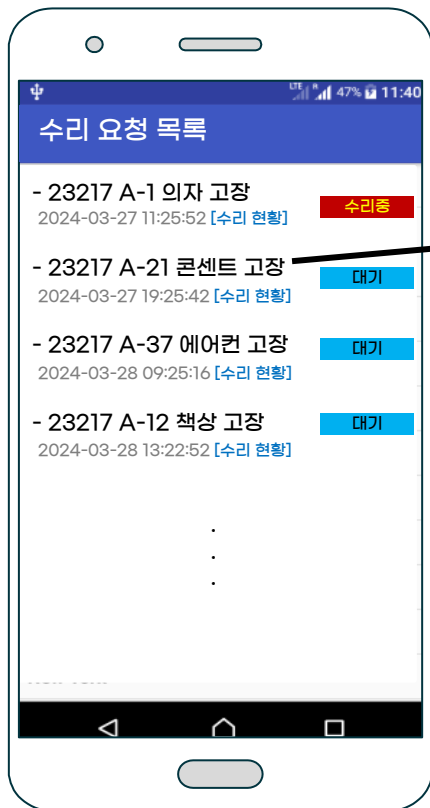 LTE R 47% 11:40
수리 요청 목록
- 23217 A-1 의자 고장
수리중
2024-03-27 11:25:52 [수리 현황]
- 23217 A-21 콘센트 고장
대기
2024-03-27 19:25:42 [수리 현황]
- 23217 A-37 에어컨 고장
대기
2024-03-28 09:25:16 [수리 현황]
- 23217 A-12 책상 고장
대기
2024-03-28 13:22:52 [수리 현황]
.
.
.